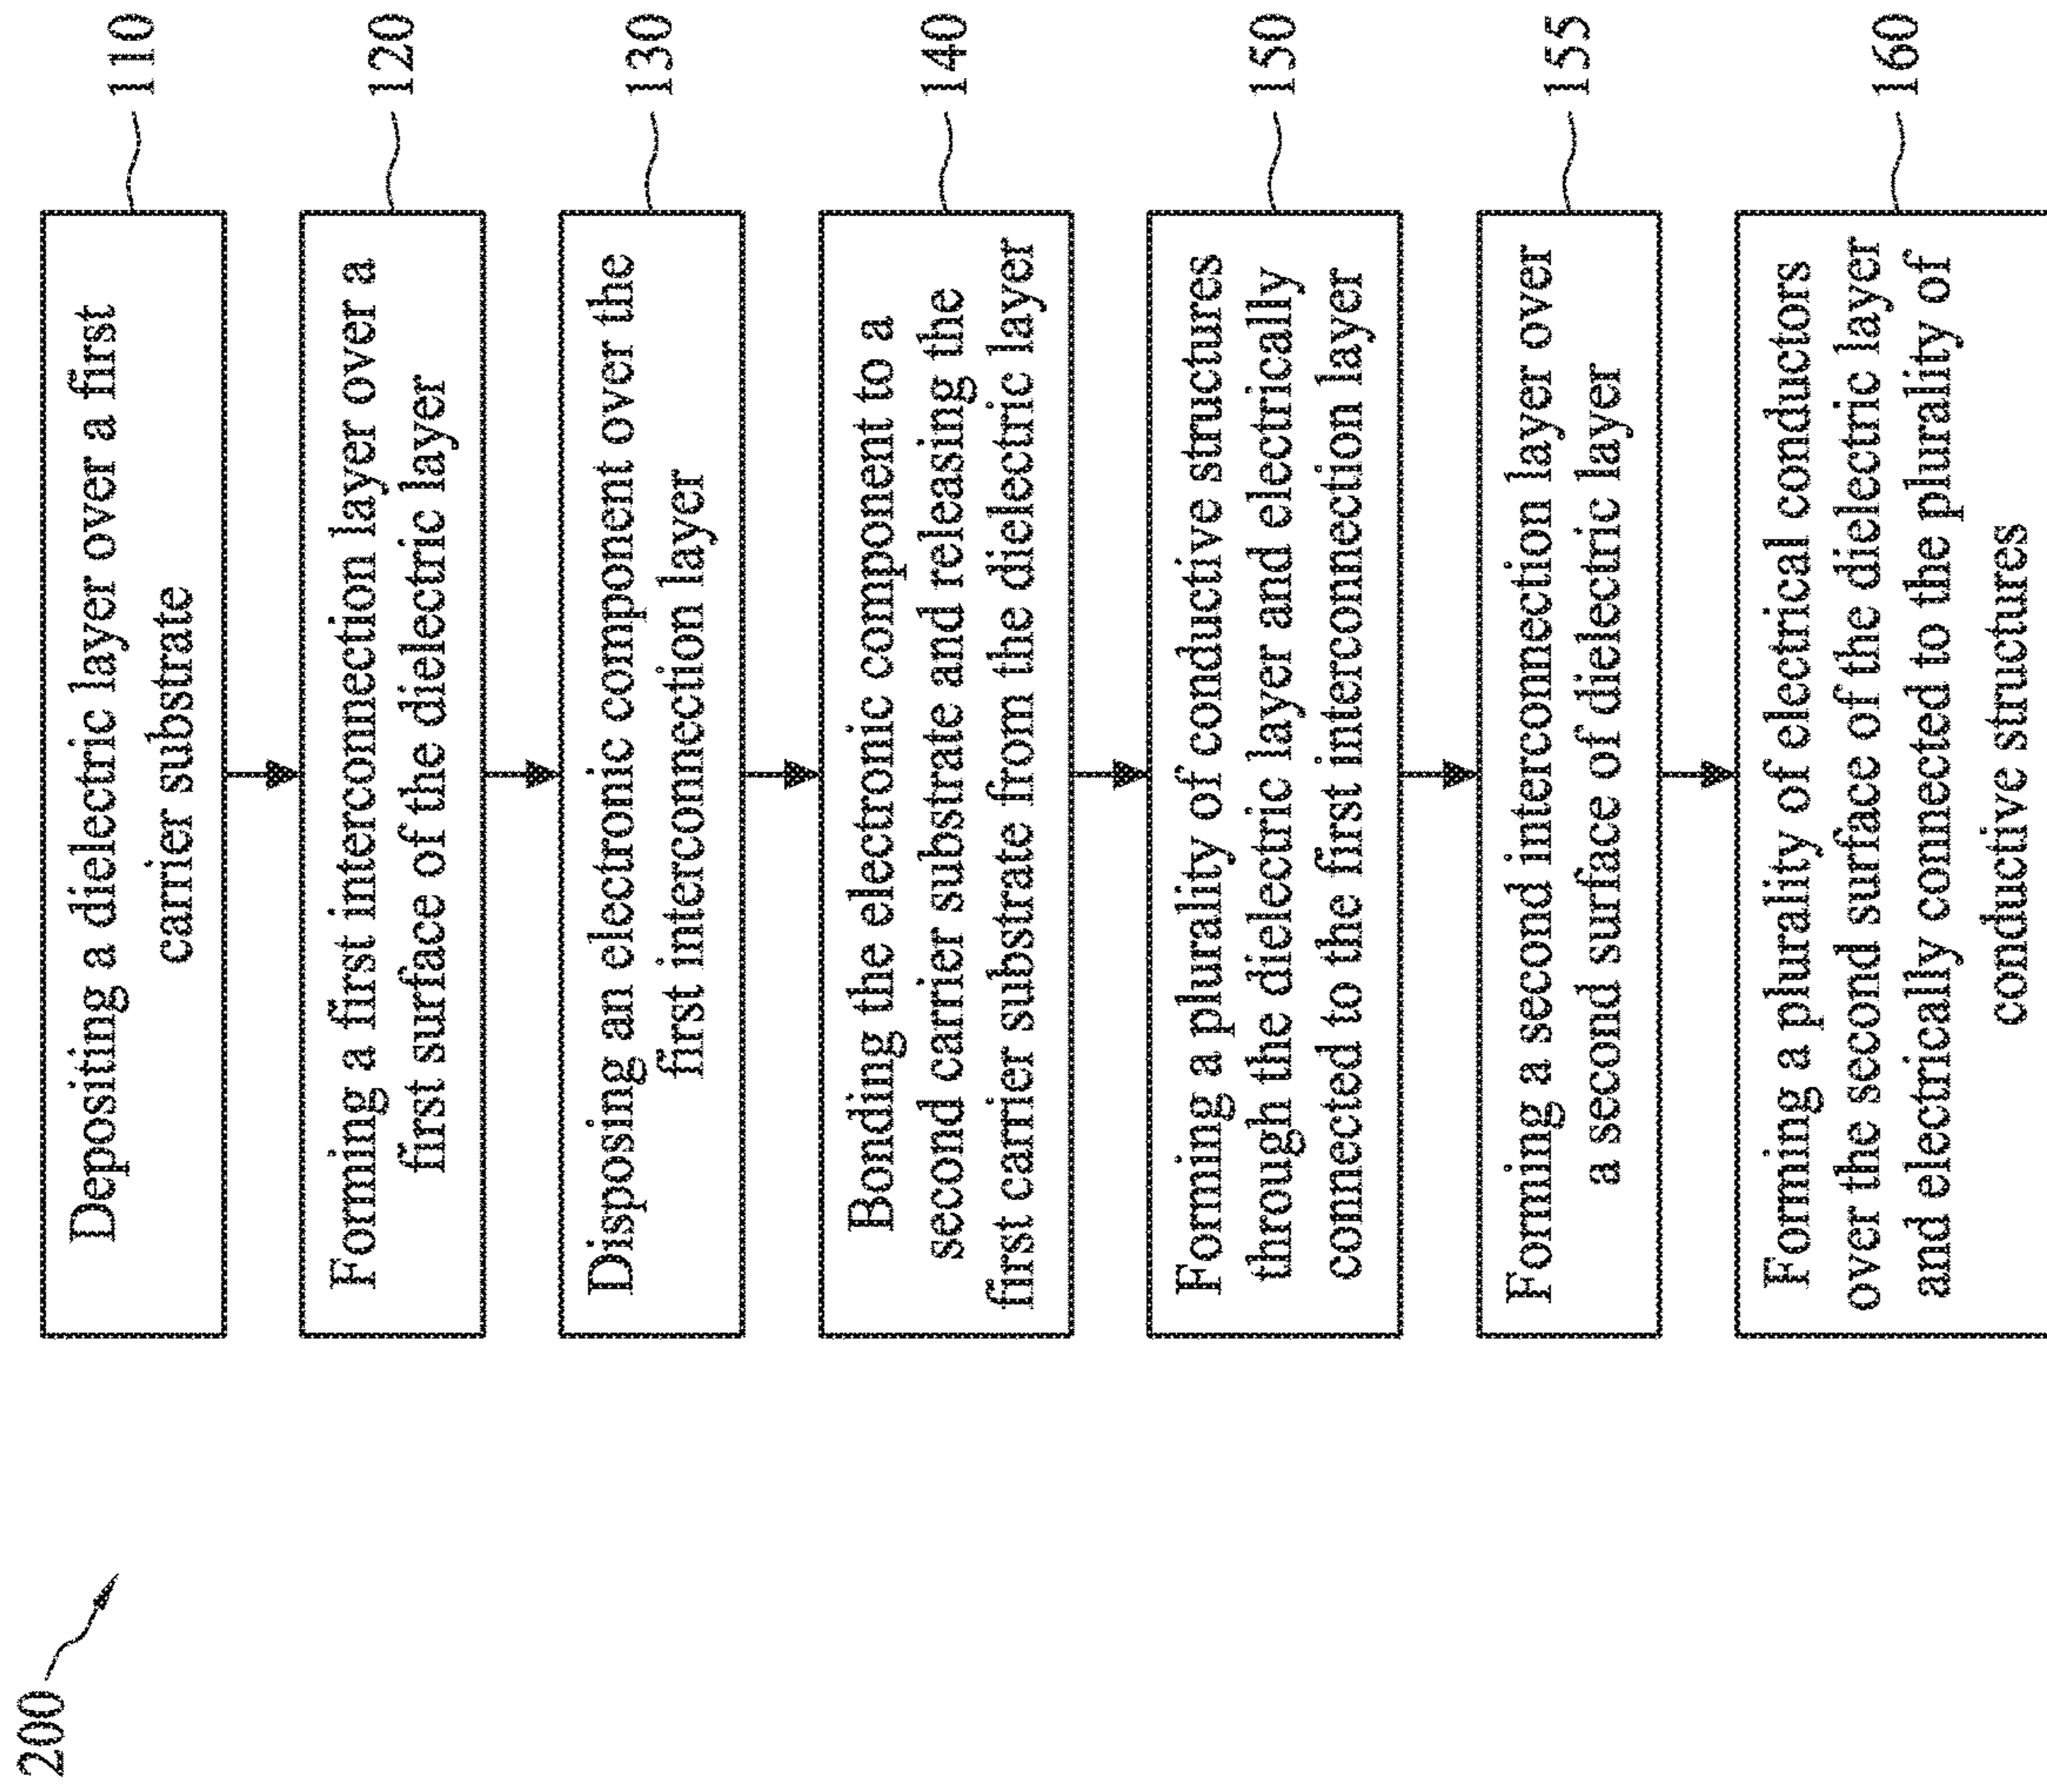 200
Depositing a dielectric layer over a first
carrier substrate
110
Forming a first interconnection layer over a
first surface of the dielectric layer
120
Disposing an electronic component over the
first interconnection layer
130
Bonding the electronic component to a
second carrier substrate and releasing the
first carrier substrate from the dielectric layer
140
Forming a plurality of conductive structures
through the dielectric layer and electrically
connected to the first interconnection layer
150
Forming a second interconnection layer over
a second surface of dielectric layer
155
Forming a plurality of electrical conductors
over the second surface of the dielectric layer
and electrically connected to the plurality of
conductive structures
160